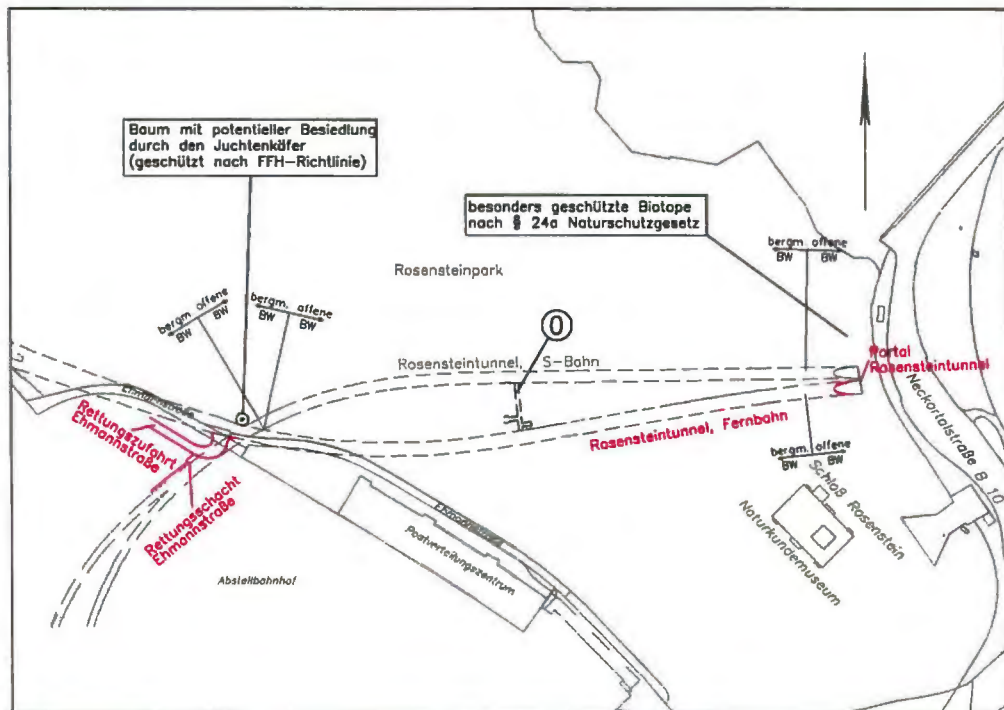 Baum mit potentieller Besiedlung
durch den Juchtenkäfer
(geschützt nach FFH-Richtlinie)
besonders geschützte Biotope
nach § 24a Naturschutzgesetz
bergm. offene
BW BW
Rosensteinpark
bergm. offene
BW BW
bergm. offene
BW BW
0
Rosensteintunnel, S-Bahn
Portal
Rosensteintunnel
Ehmannstraße
Rettungszufahrt
Ehmannstraße
Rosensteintunnel, Fernbahn
Neckartalstraße B 10
bergm. offene
BW BW
Rettungsschacht
Ehmannstraße
Ehmannstraße
Schloß Rosenstein
Naturkundemuseum
Postverteilungszentrum
Abstellbahnhof